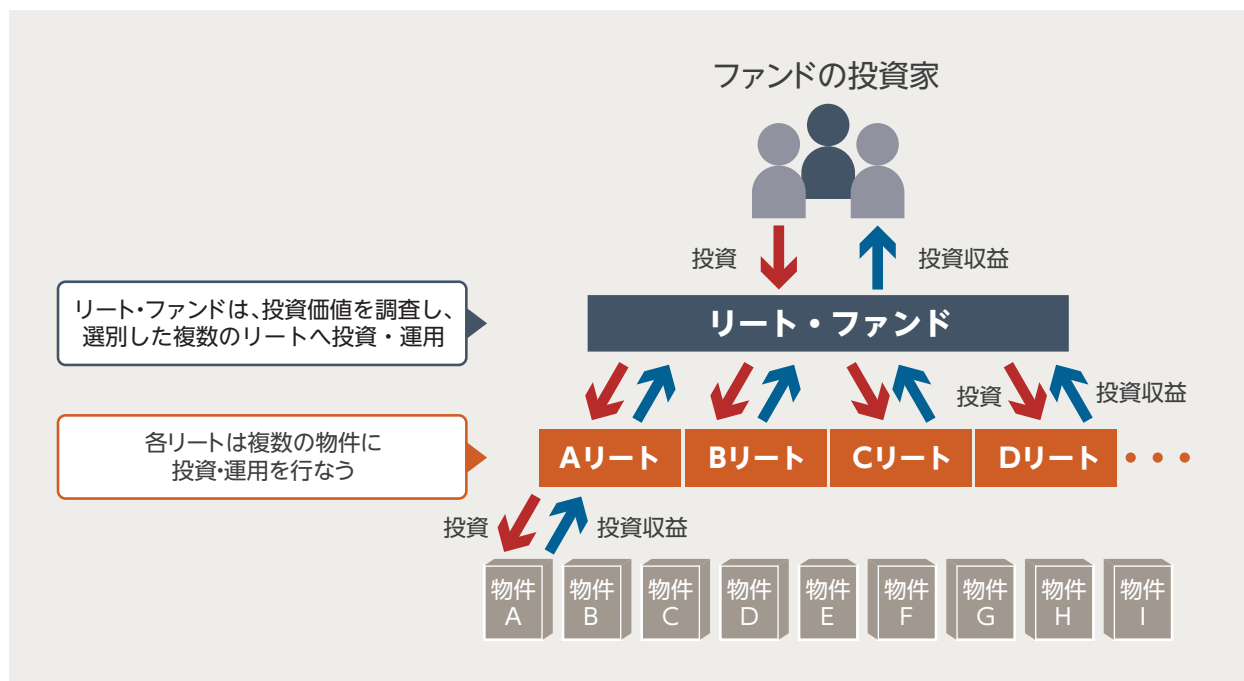 ファンドの投資家
投資
投資収益
リート・ファンドは、投資価値を調査し、
選別した複数のリートへ投資・運用
リート・ファンド
投資
投資収益
各リートは複数の物件に
投資・運用を行なう
Aリート
Bリート
Cリート
Dリート
・・・
投資
投資収益
物件
A
物件
B
物件
C
物件
D
物件
E
物件
F
物件
G
物件
H
物件
I